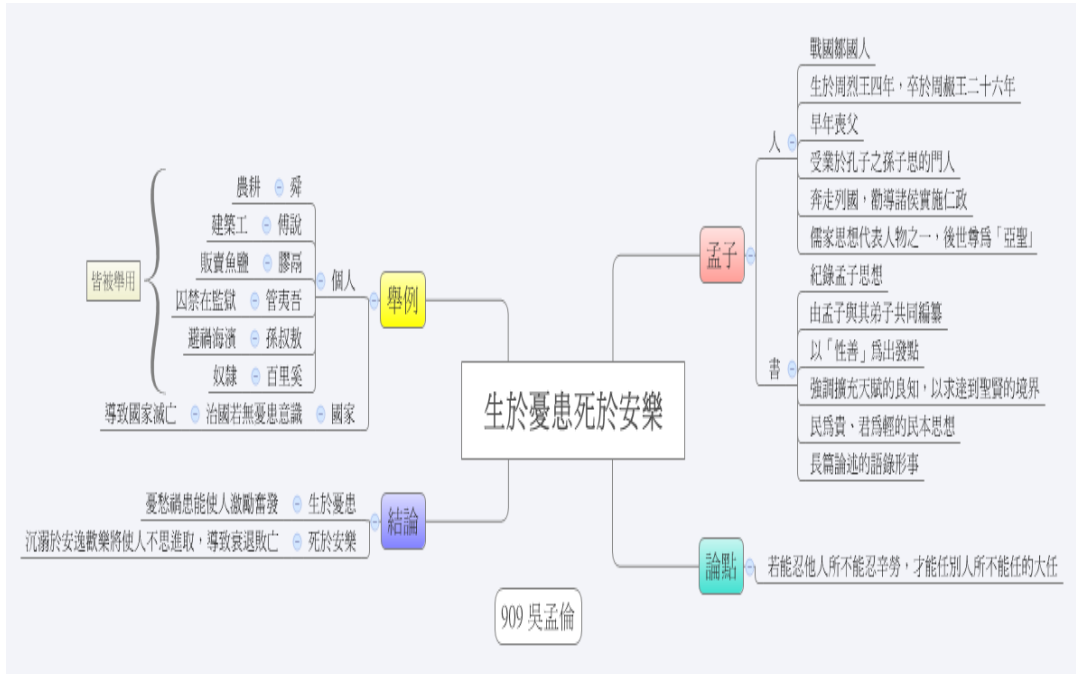 生於憂患死於安樂
孟子
人
戰國鄒國人
生於周烈王四年，卒於周赧王二十六年
早年喪父
受業於孔子之孫子思的門人
奔走列國，勸導諸侯實施仁政
儒家思想代表人物之一，後世尊為「亞聖」
書
紀錄孟子思想
由孟子與其弟子共同編纂
以「性善」為出發點
強調擴充天賦的良知，以求達到聖賢的境界
民為貴、君為輕的民本思想
長篇論述的語錄形事
論點
若能忍他人所不能忍辛勞，才能任別人所不能任的大任
舉例
個人
農耕 舜
建築工 傅說
販賣魚鹽 膠鬲
囚禁在監獄 管夷吾
避禍海濱 孫叔敖
奴隸 百里奚
皆被舉用
導致國家滅亡 治國若無憂患意識 國家
結論
憂愁禍患能使人激勵奮發 生於憂患
沉溺於安逸歡樂將使人不思進取，導致衰退敗亡 死於安樂
909 吳孟倫